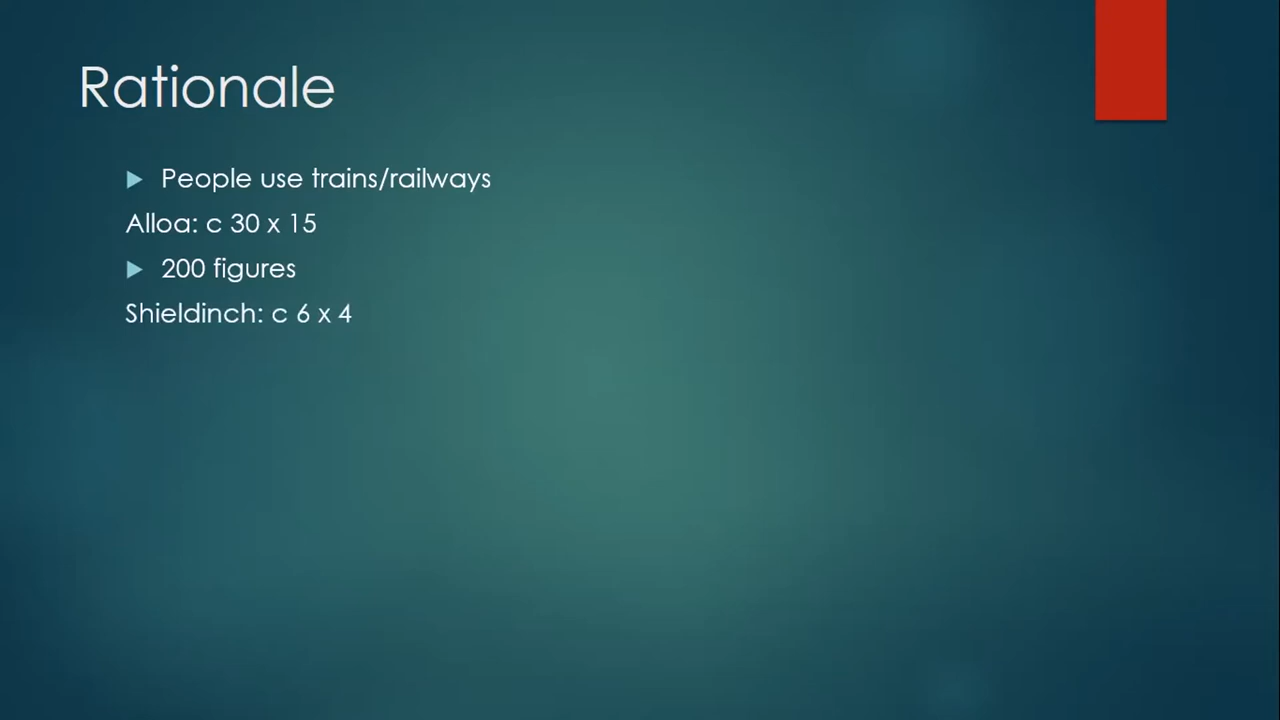 Rationale
People use trains/railways
Alloa: c 30 x 15
200 figures
Shieldinch: c 6 x 4